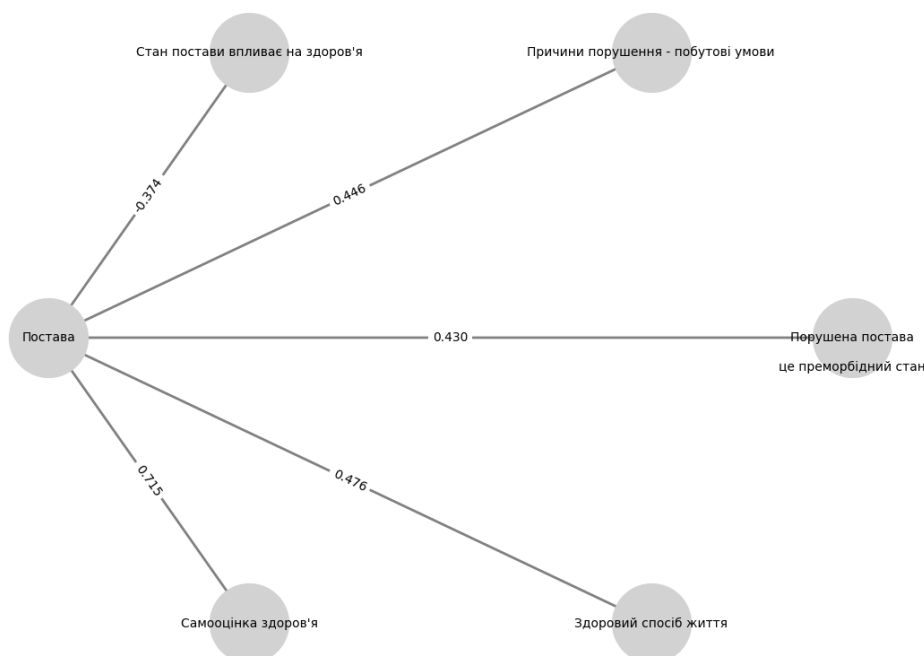 Стан постави впливає на здоров'я
Причини порушення - побутові умови
-0.374
0.446
Постава
0.430
Порушена постава
це преморбідний стан
0.715
0.476
Самооцінка здоров'я
Здоровий спосіб життя